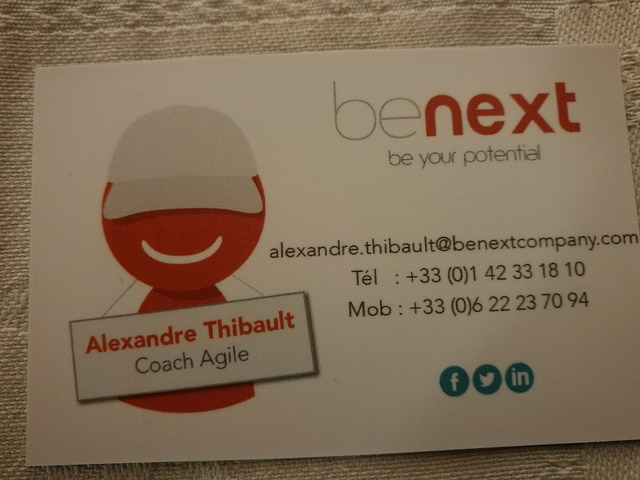 benext
be your potential
alexandre.thibault@benextcompany.com
Tél : +33 (0)1 42 33 18 10
Mob : +33 (0)6 22 23 70 94
Alexandre Thibault
Coach Agile
f in